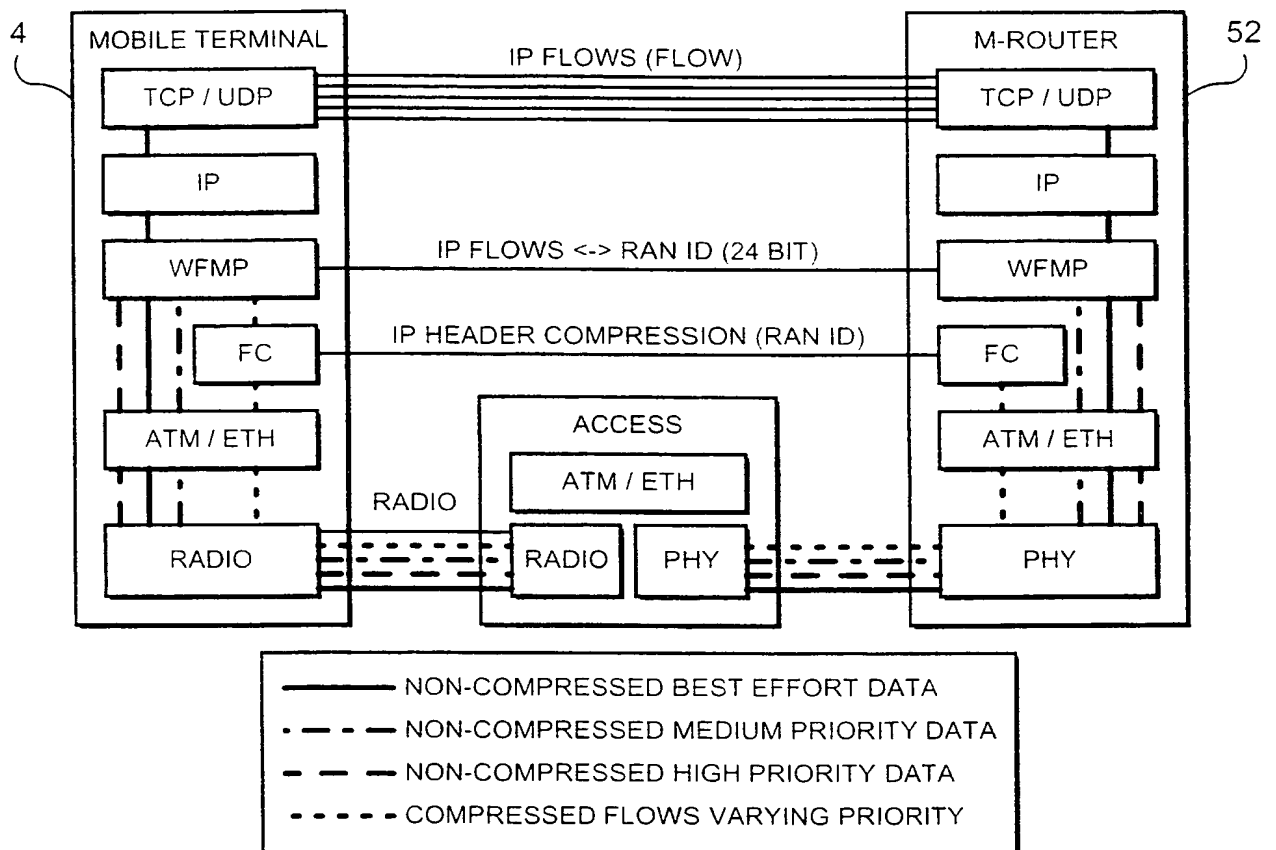 4
MOBILE TERMINAL
M-ROUTER
52
IP FLOWS (FLOW)
TCP / UDP
TCP / UDP
IP
IP
WFMP
IP FLOWS <-> RAN ID (24 BIT)
WFMP
FC
IP HEADER COMPRESSION (RAN ID)
FC
ACCESS
ATM / ETH
ATM / ETH
ATM / ETH
RADIO
RADIO
RADIO
PHY
PHY
NON-COMPRESSED BEST EFFORT DATA
NON-COMPRESSED MEDIUM PRIORITY DATA
NON-COMPRESSED HIGH PRIORITY DATA
COMPRESSED FLOWS VARYING PRIORITY